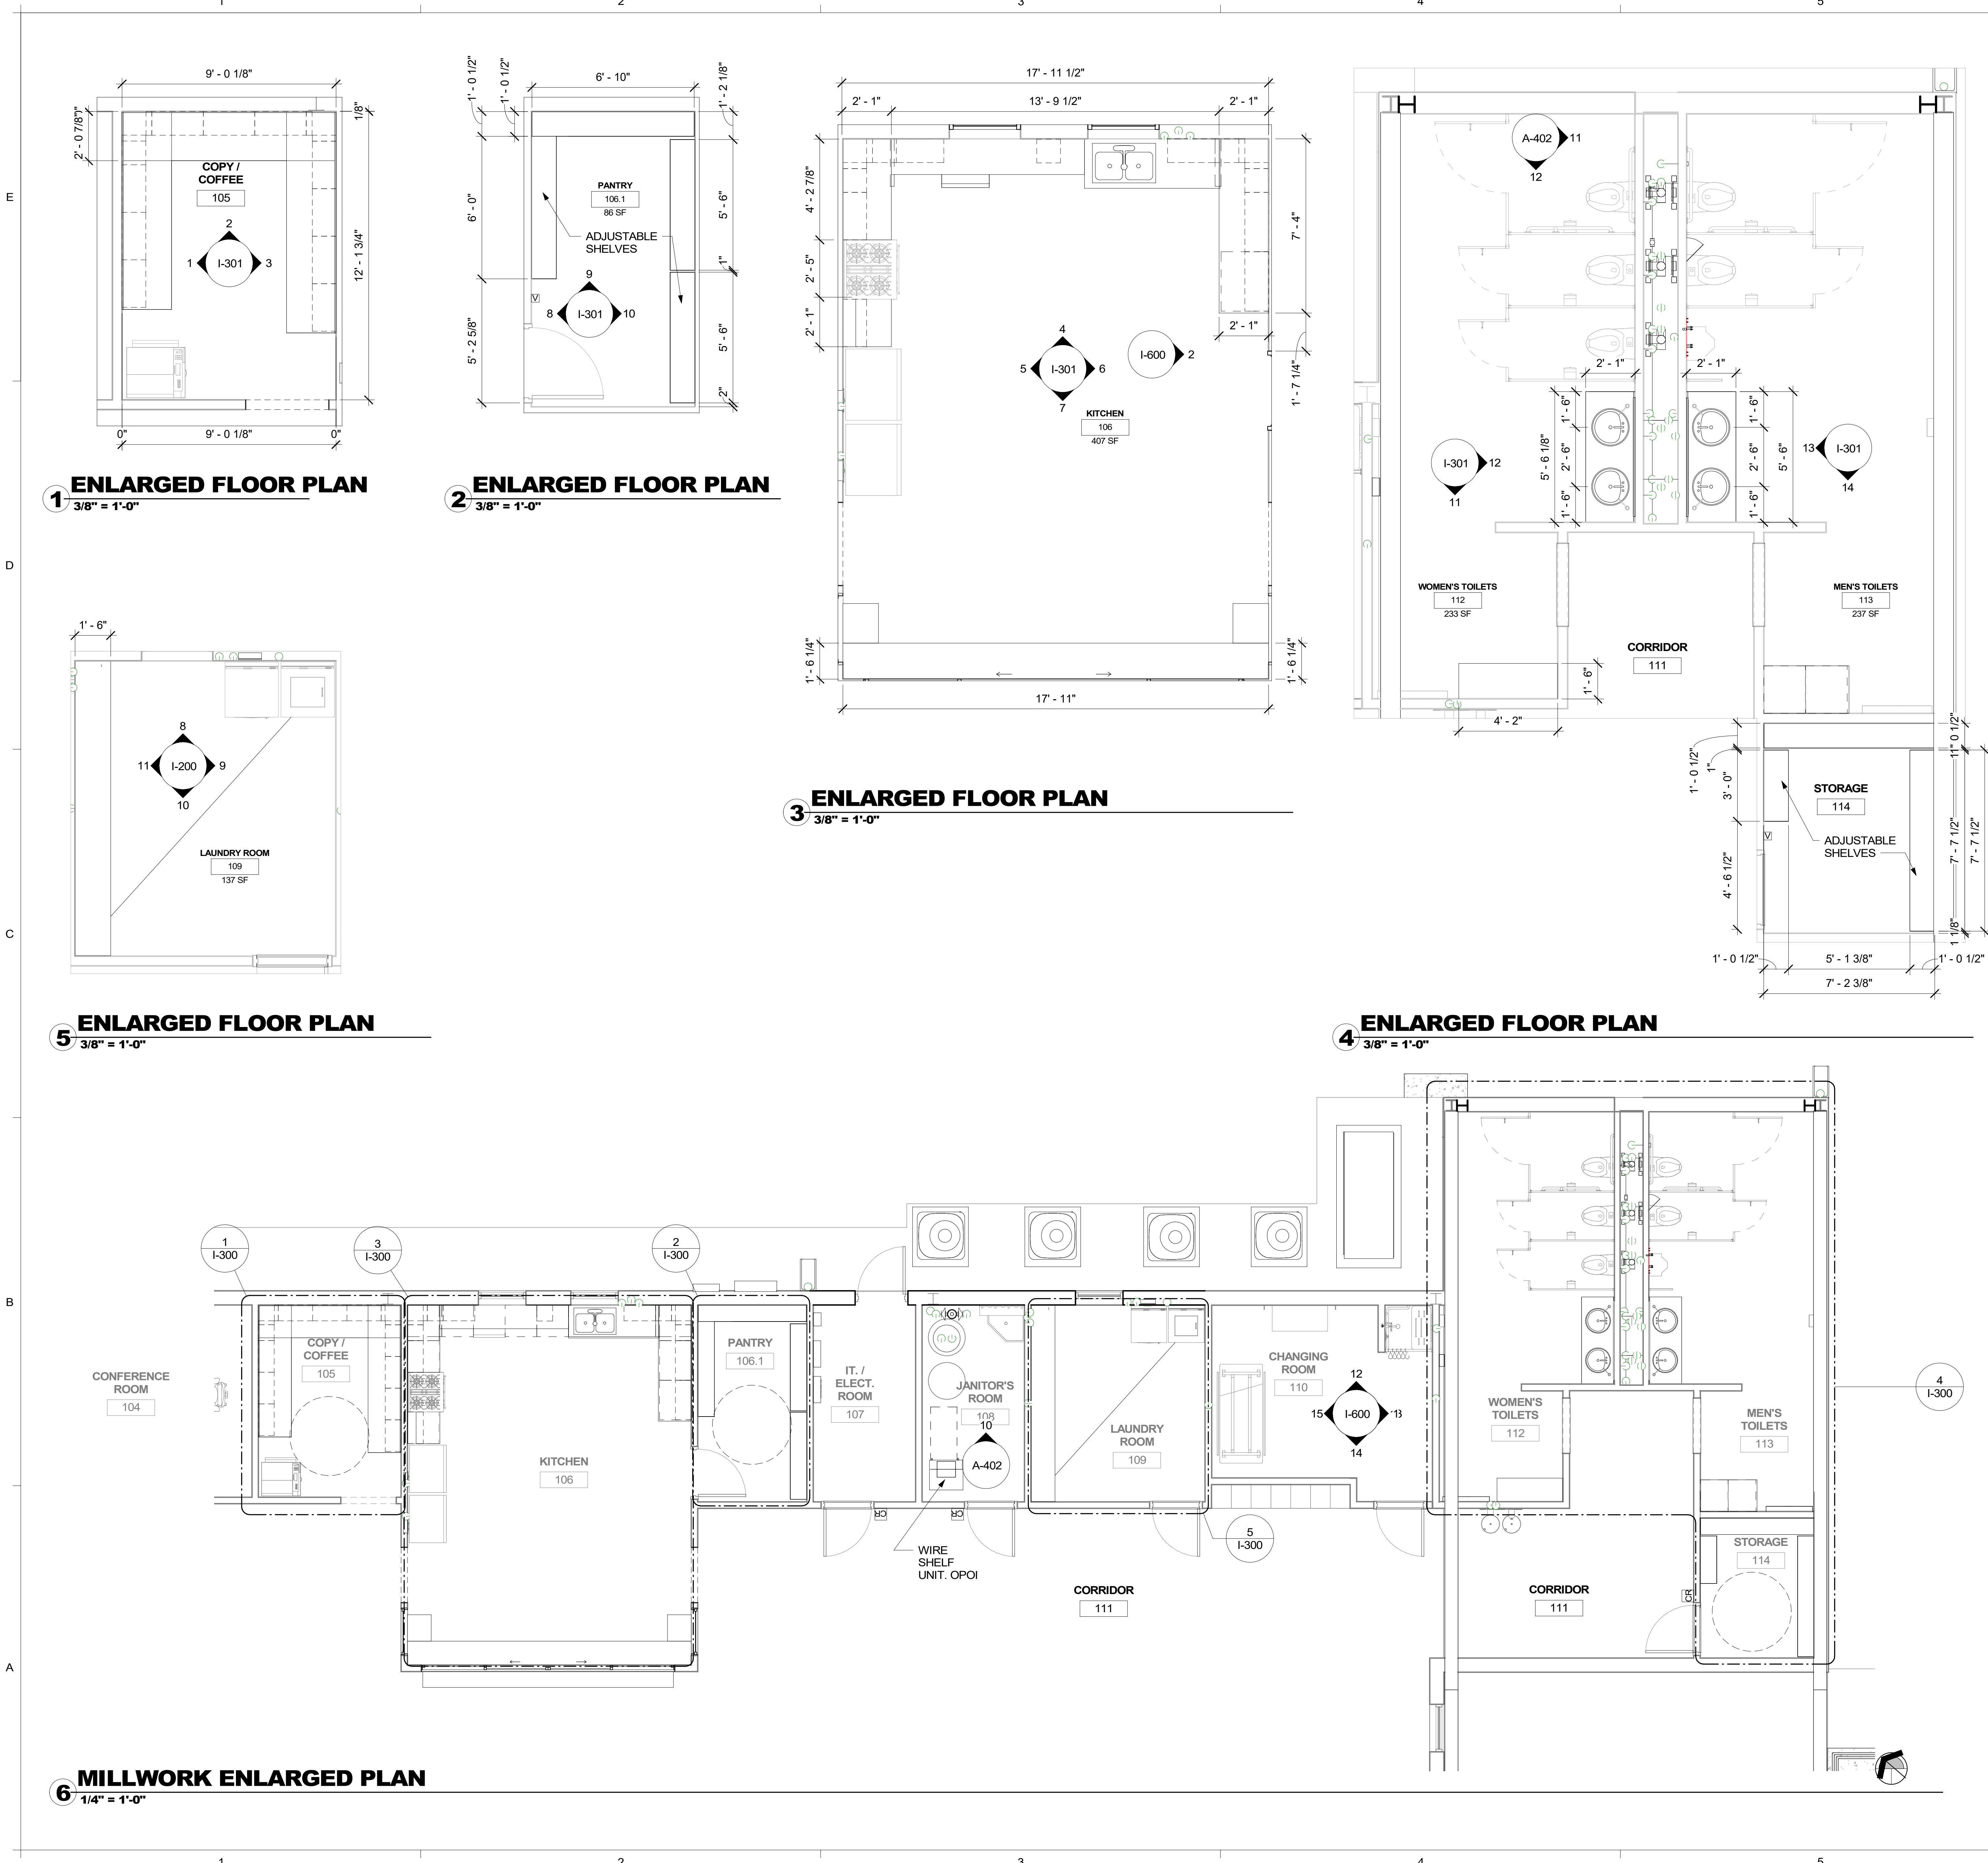 1 2 3 4 5
E
D
C
B
A
9' - 0 1/8"
2' - 0 7/8"
1/8"
12' - 1 3/4"
COPY /
COFFEE
105
2
1 I-301 3
0" 9' - 0 1/8" 0"
1 ENLARGED FLOOR PLAN
3/8" = 1'-0"
1' - 0 1/2"
1' - 0 1/2"
6' - 10"
1' - 2 1/8"
6' - 0"
5' - 2 5/8"
PANTRY
106.1
86 SF
ADJUSTABLE
SHELVES
9
8 I-301 10
V
5' - 6"
1"
5' - 6"
2"
2 ENLARGED FLOOR PLAN
3/8" = 1'-0"
17' - 11 1/2"
2' - 1" 13' - 9 1/2" 2' - 1"
4' - 2 7/8"
2' - 5"
2' - 1"
7' - 4"
2' - 1"
1' - 7 1/4"
4
5 I-301 6
7
I-600 2
KITCHEN
106
407 SF
1' - 6 1/4"
1' - 6 1/4"
17' - 11"
3 ENLARGED FLOOR PLAN
3/8" = 1'-0"
A-402 11
12
2' - 1" 2' - 1"
5' - 6 1/8"
1' - 6"
2' - 6"
1' - 6"
1' - 6"
2' - 6"
1' - 6"
5' - 6"
I-301 12
11
13 I-301
14
WOMEN'S TOILETS
112
233 SF
MEN'S TOILETS
113
237 SF
CORRIDOR
111
1' - 6"
4' - 2"
1' - 0 1/2"
1"
3' - 0"
4' - 6 1/2"
V
STORAGE
114
ADJUSTABLE
SHELVES
11" 0 1/2"
7' - 7 1/2"
7' - 7 1/2"
1 1/8"
1' - 0 1/2" 5' - 1 3/8" 1' - 0 1/2"
7' - 2 3/8"
4 ENLARGED FLOOR PLAN
3/8" = 1'-0"
1' - 6"
8
11 I-200 9
10
LAUNDRY ROOM
109
137 SF
5 ENLARGED FLOOR PLAN
3/8" = 1'-0"
1
I-300
3
I-300
2
I-300
4
I-300
5
I-300
CONFERENCE
ROOM
104
COPY /
COFFEE
105
KITCHEN
106
PANTRY
106.1
IT. /
ELECT.
ROOM
107
JANITOR'S
ROOM
108
10
A-402
WIRE
SHELF
UNIT. OPOI
CR
CR
LAUNDRY
ROOM
109
CHANGING
ROOM
110
12
15 I-600
14
WOMEN'S
TOILETS
112
MEN'S
TOILETS
113
STORAGE
114
CR
CORRIDOR
111
CORRIDOR
111
6 MILLWORK ENLARGED PLAN
1/4" = 1'-0"
1 2 3 4 5